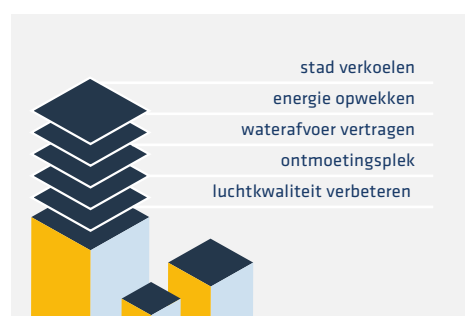 stad verkoelen
energie opwekken
waterafvoer vertragen
ontmoetingsplek
luchtkwaliteit verbeteren